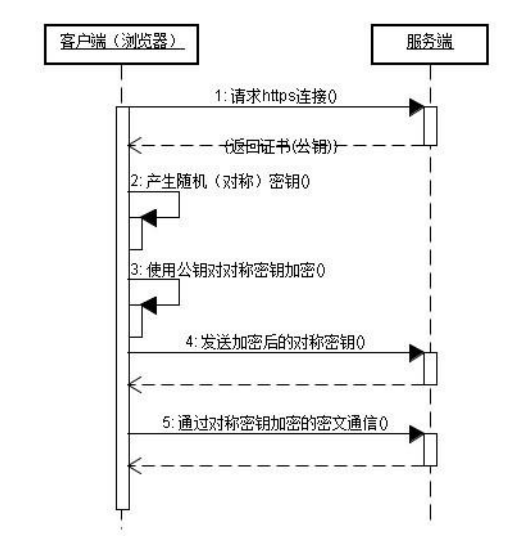 客户端（浏览器）
服务端
1: 请求https连接()
(返回证书(公钥))
2: 产生随机（对称）密钥()
3: 使用公钥对对称密钥加密()
4: 发送加密后的对称密钥()
5: 通过对称密钥加密的密文通信()